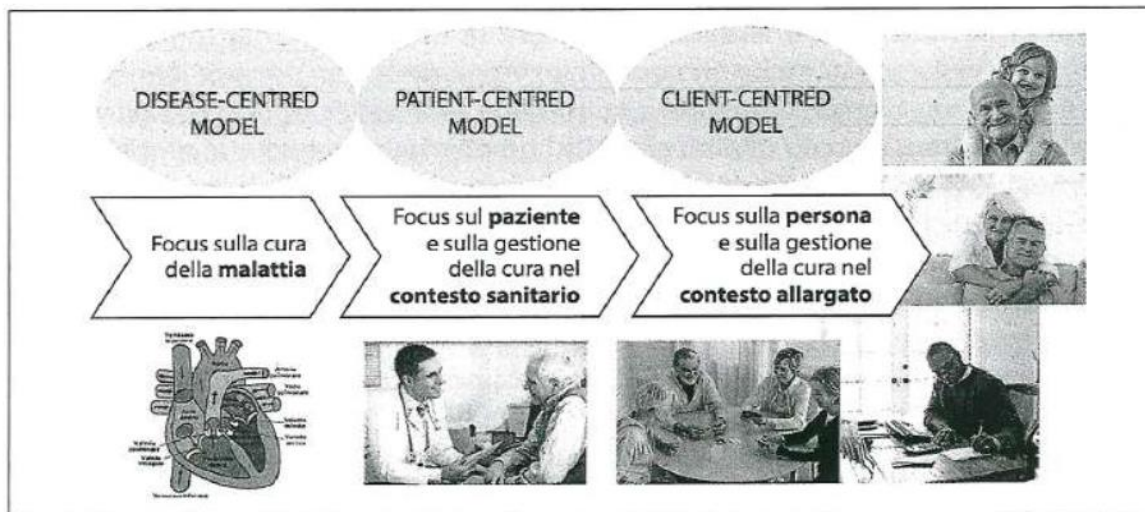 DISEASE-CENTRED
MODEL
PATIENT-CENTRED
MODEL
CLIENT-CENTRED
MODEL
Focus sulla cura
della malattia
Focus sul paziente
e sulla gestione
della cura nel
contesto sanitario
Focus sulla persona
e sulla gestione
della cura nel
contesto allargato